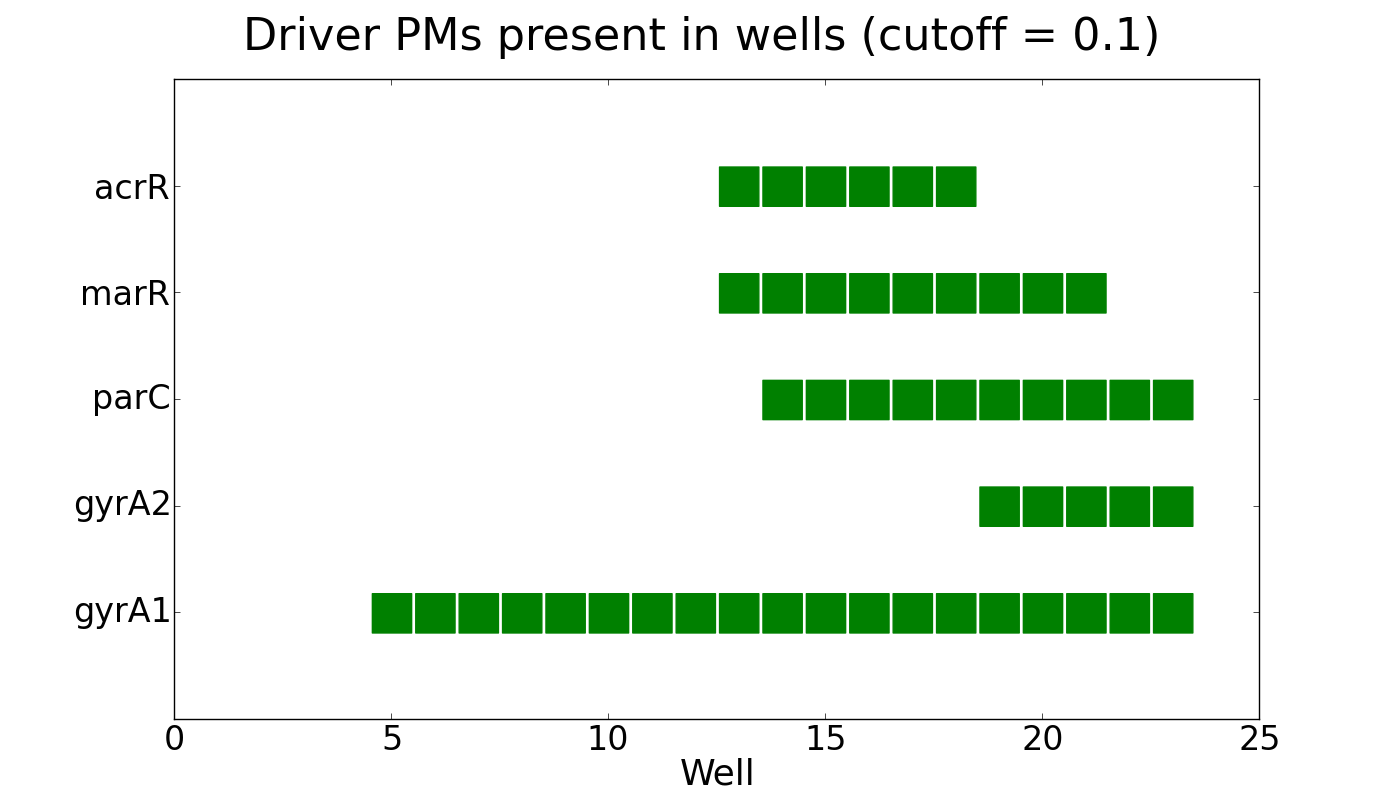 Driver PMs present in wells (cutoff = 0.1)
acrR
marR
parC
gyrA2
gyrA1
0 5 10 15 20 25
Well